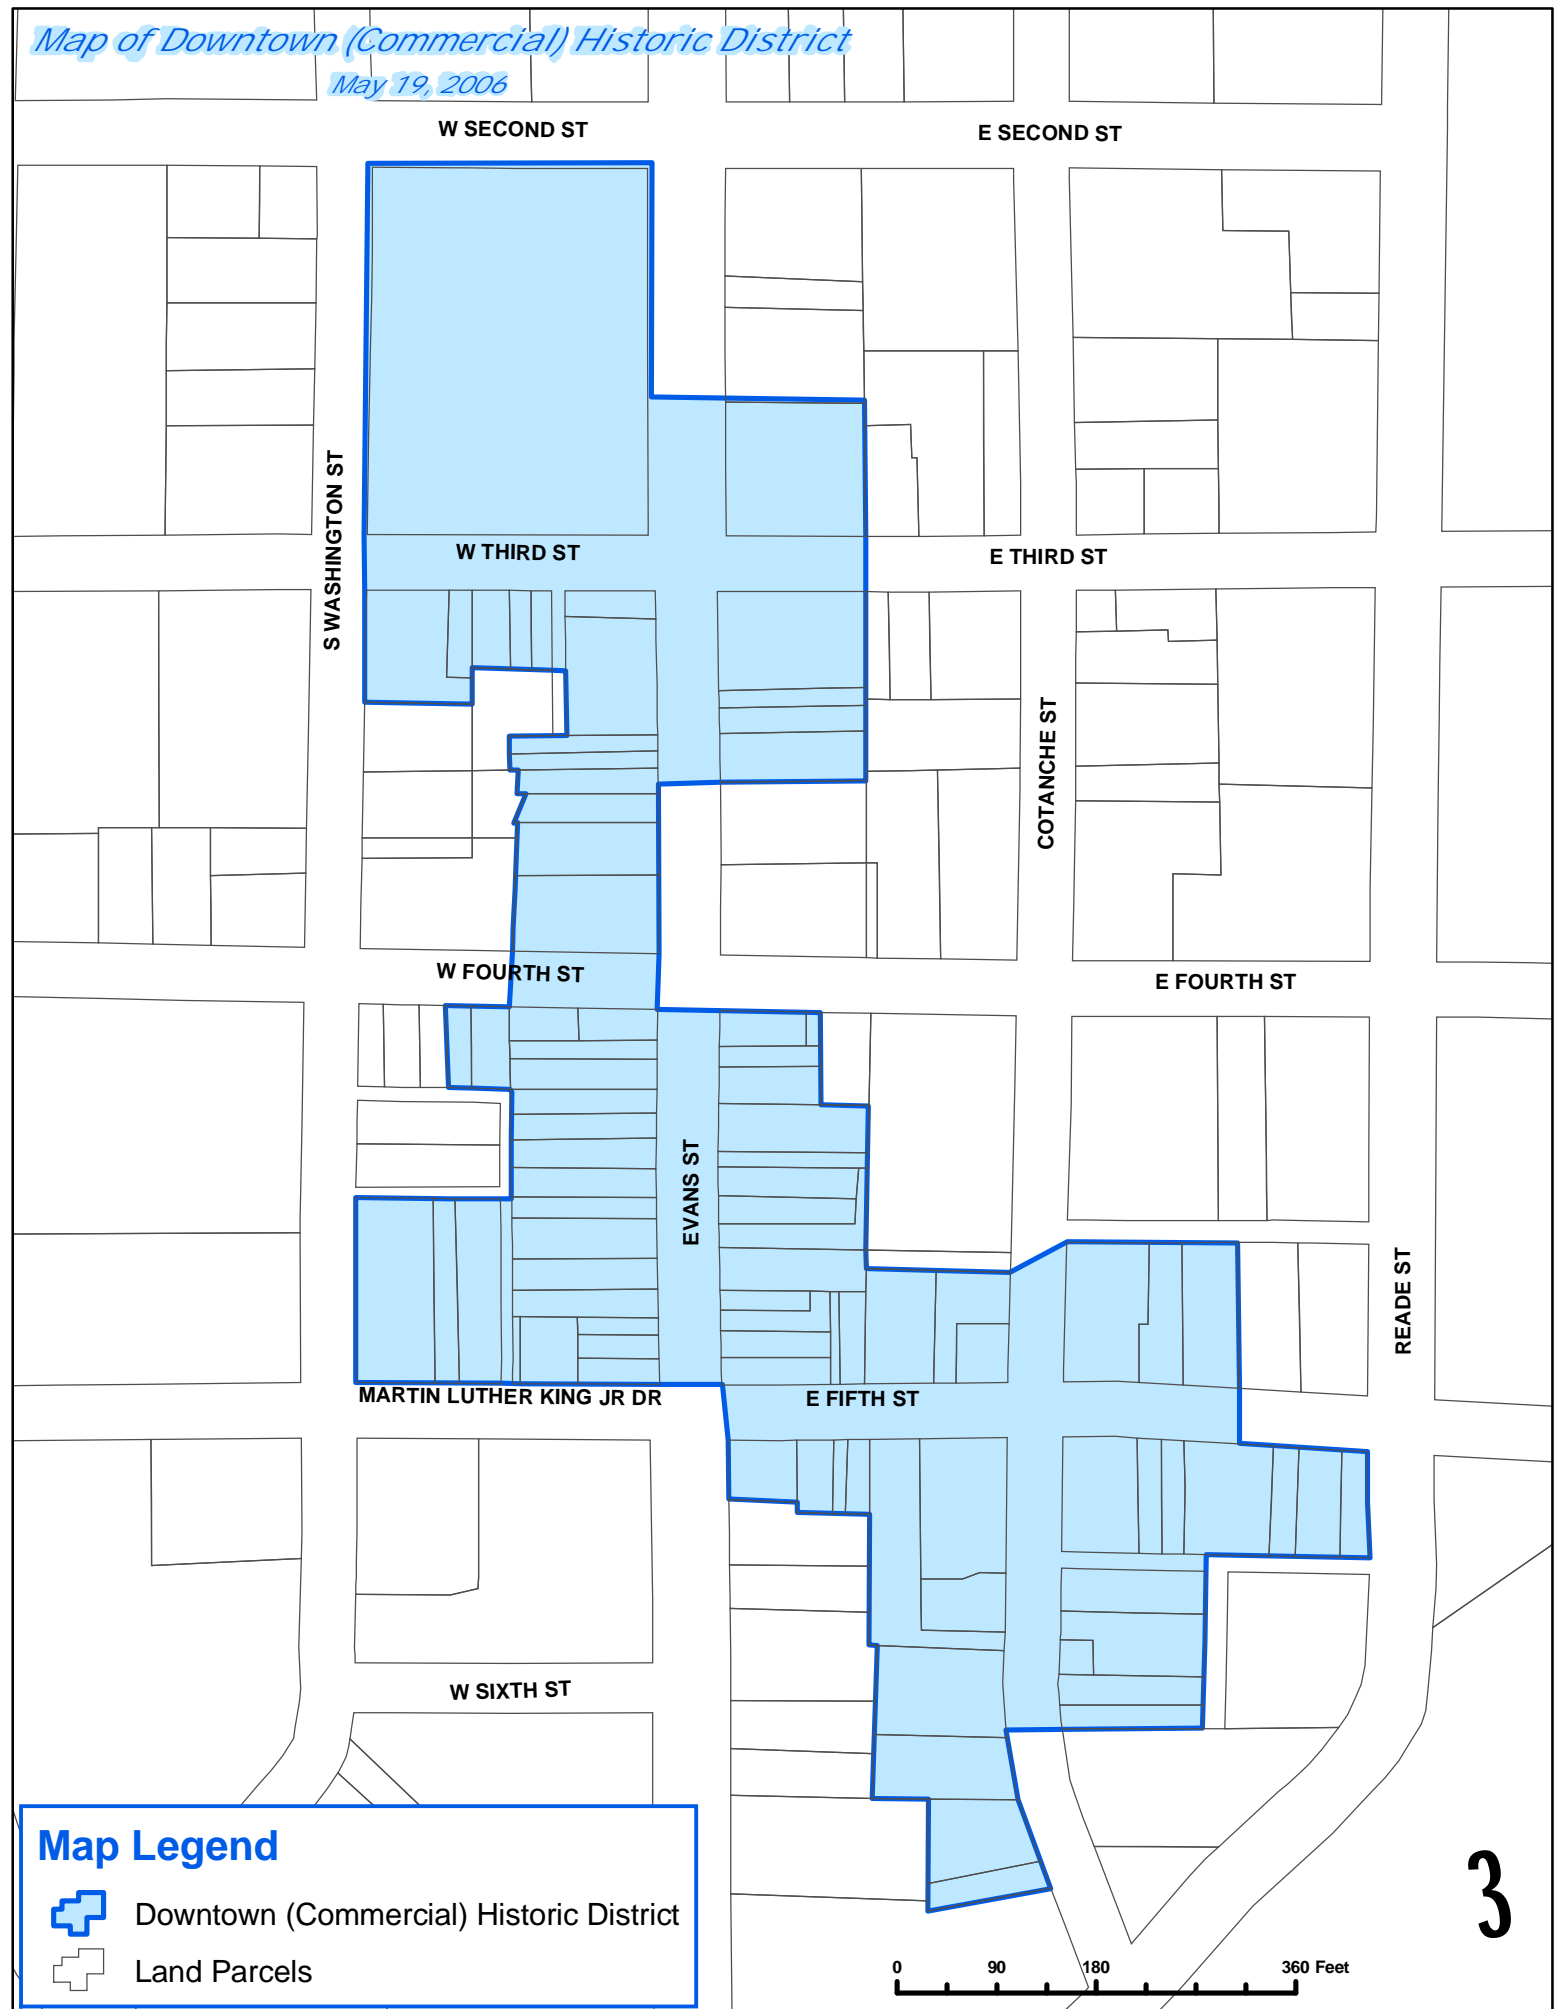 Map of Downtown (Commercial) Historic District
May 19, 2006
W SECOND ST
E SECOND ST
S WASHINGTON ST
W THIRD ST
E THIRD ST
COTANCHE ST
W FOURTH ST
E FOURTH ST
EVANS ST
READE ST
MARTIN LUTHER KING JR DR
E FIFTH ST
W SIXTH ST
Map Legend
Downtown (Commercial) Historic District
Land Parcels
0 90 180 360 Feet
3